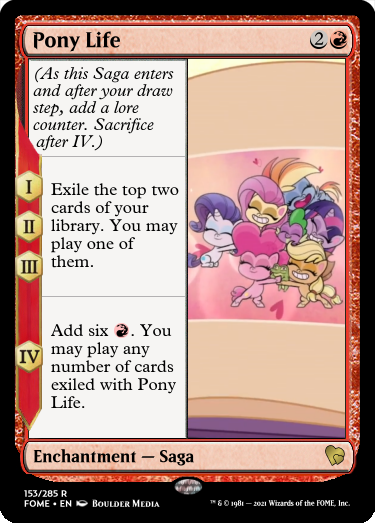 Pony Life 2
(As this Saga enters
and after your draw
step, add a lore
counter. Sacrifice
after IV.)
I
II
III
Exile the top two
cards of your
library. You may
play one of
them.
IV
Add six . You
may play any
number of cards
exiled with Pony
Life.
Enchantment — Saga
153/285 R
FOME • EN BOULDER MEDIA
™ & © 1981 — 2021 Wizards of the FOME, Inc.